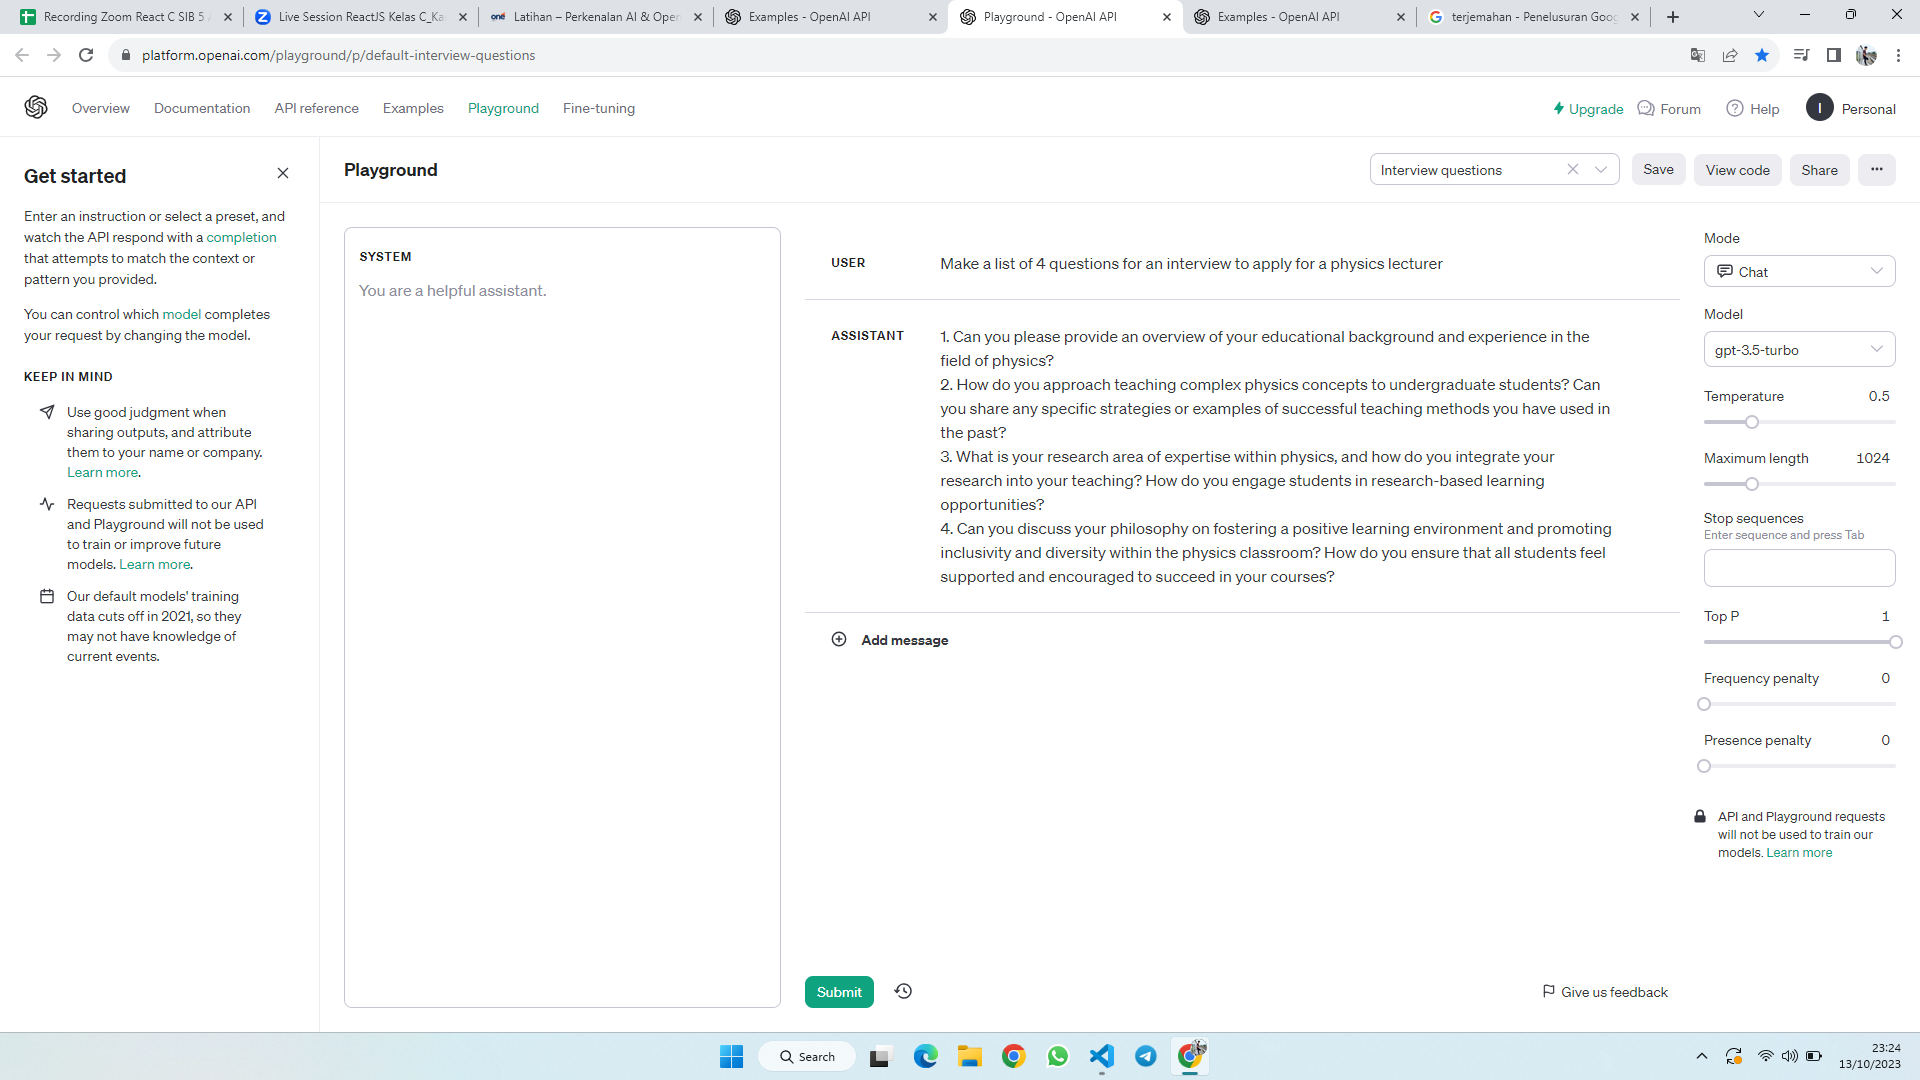 Recording Zoom React C SIB 5
Live Session ReactJS Kelas C_Ka
one Latihan – Perkenalan AI & Open
Examples - OpenAI API
Playground - OpenAI API
Examples - OpenAI API
terjemahan - Penelusuran Goog
platform.openai.com/playground/p/default-interview-questions
Overview
Documentation
API reference
Examples
Playground
Fine-tuning
Upgrade
Forum
Help
I
Personal
Get started
Enter an instruction or select a preset, and
watch the API respond with a completion
that attempts to match the context or
pattern you provided.
You can control which model completes
your request by changing the model.
KEEP IN MIND
Use good judgment when
sharing outputs, and attribute
them to your name or company.
Learn more.
Requests submitted to our API
and Playground will not be used
to train or improve future
models. Learn more.
Our default models' training
data cuts off in 2021, so they
may not have knowledge of
current events.
Playground
Interview questions
Save
View code
Share
SYSTEM
You are a helpful assistant.
USER
Make a list of 4 questions for an interview to apply for a physics lecturer
ASSISTANT
1. Can you please provide an overview of your educational background and experience in the
field of physics?
2. How do you approach teaching complex physics concepts to undergraduate students? Can
you share any specific strategies or examples of successful teaching methods you have used in
the past?
3. What is your research area of expertise within physics, and how do you integrate your
research into your teaching? How do you engage students in research-based learning
opportunities?
4. Can you discuss your philosophy on fostering a positive learning environment and promoting
inclusivity and diversity within the physics classroom? How do you ensure that all students feel
supported and encouraged to succeed in your courses?
Add message
Submit
Give us feedback
Mode
Chat
Model
gpt-3.5-turbo
Temperature 0.5
Maximum length 1024
Stop sequences
Enter sequence and press Tab
Top P 1
Frequency penalty 0
Presence penalty 0
API and Playground requests
will not be used to train our
models. Learn more
Search
23:24
13/10/2023